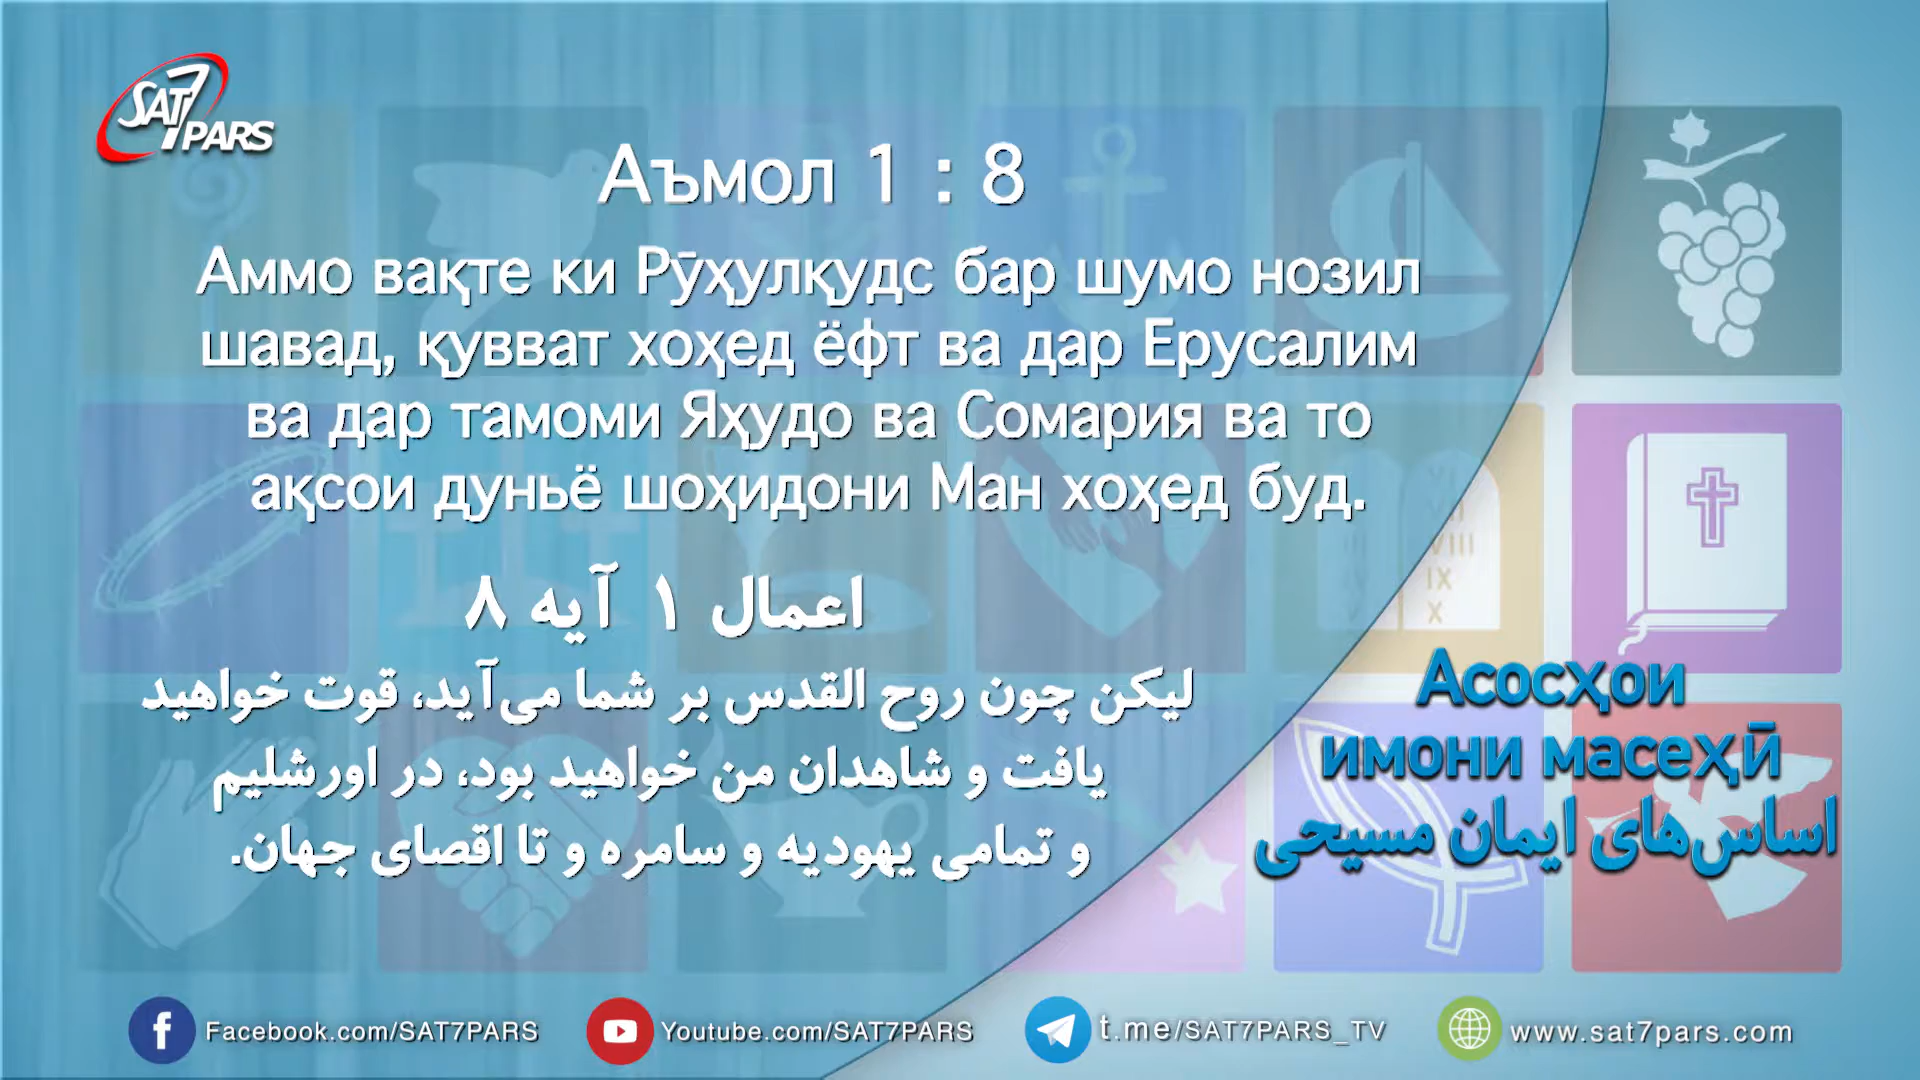 SAT7 PARS
Аъмол 1 : 8
Аммо вақте ки Рӯҳулқудс бар шумо нозил
шавад, қувват хоҳед ёфт ва дар Ерусалим
ва дар тамоми Яҳудо ва Сомария ва то
ақсои дуньё шоҳидони Ман хоҳед буд.
اعمال ۱ آیه ۸
لیکن چون روح القدس بر شما می‌آید، قوت خواهید
یافت و شاهدان من خواهید بود، در اورشلیم
و تمامی یهودیه و سامره و تا اقصای جهان.
VIII
IX
X
Асосҳои
имони масеҳӣ
اساس‌های ایمان مسیحی
Facebook.com/SAT7PARS
Youtube.com/SAT7PARS
t.me/SAT7PARS_TV
www.sat7pars.com